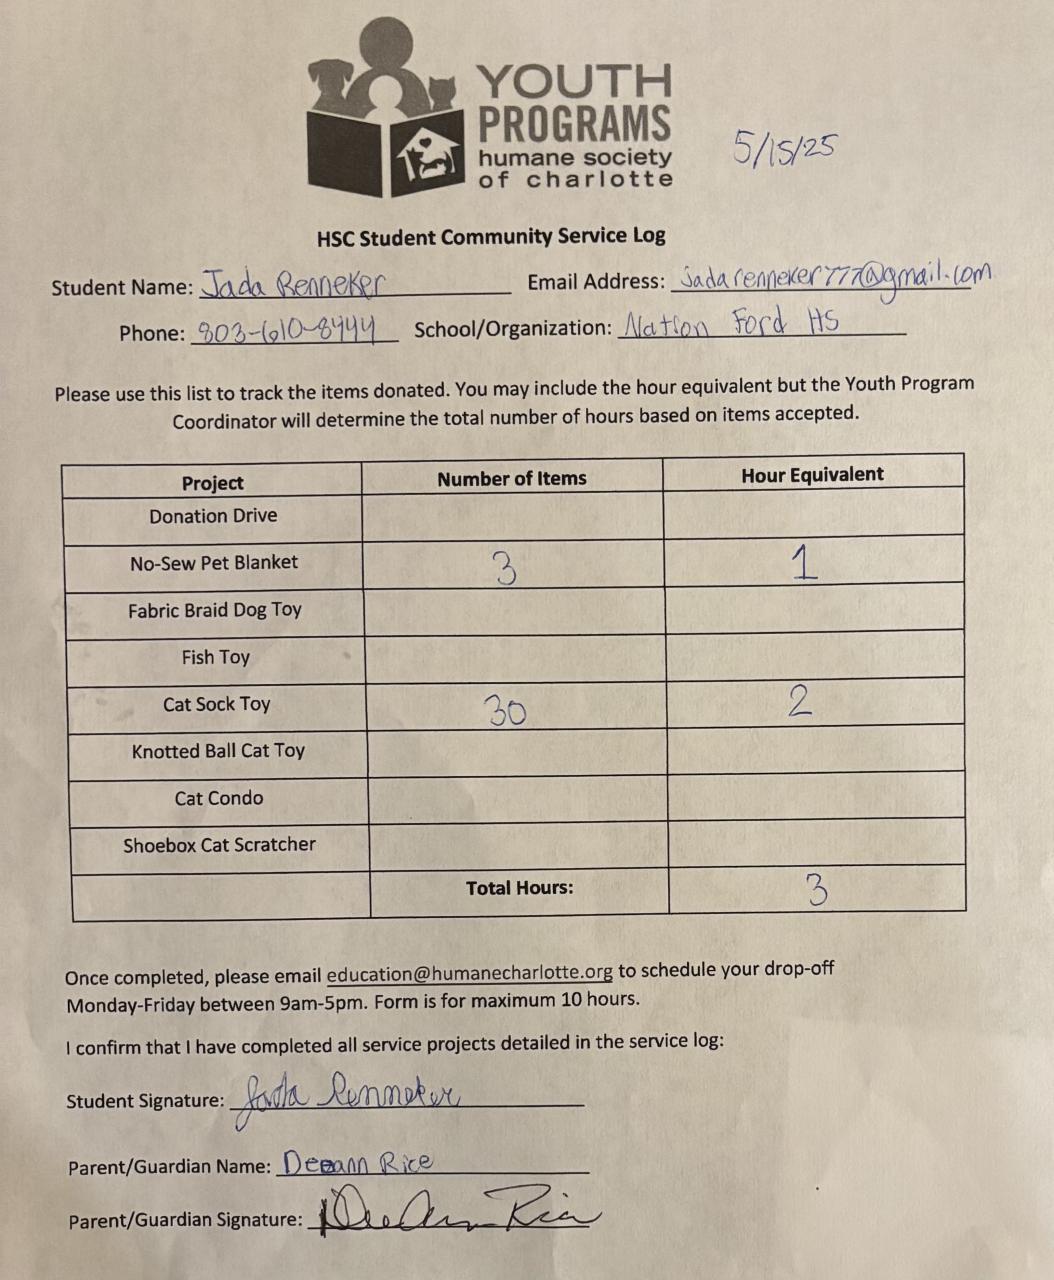 YOUTH
PROGRAMS
humane society
of charlotte
5/15/25
HSC Student Community Service Log
Student Name: Jada Renneker Email Address: jadarenneker777@gmail.com
Phone: 803-610-8444 School/Organization: Nation Ford HS
Please use this list to track the items donated. You may include the hour equivalent but the Youth Program
Coordinator will determine the total number of hours based on items accepted.
Project Number of Items Hour Equivalent
Donation Drive
No-Sew Pet Blanket 3 1
Fabric Braid Dog Toy
Fish Toy
Cat Sock Toy 30 2
Knotted Ball Cat Toy
Cat Condo
Shoebox Cat Scratcher
Total Hours: 3
Once completed, please email education@humanecharlotte.org to schedule your drop-off
Monday-Friday between 9am-5pm. Form is for maximum 10 hours.
I confirm that I have completed all service projects detailed in the service log:
Student Signature: Jada Renneker
Parent/Guardian Name: Deeann Rice
Parent/Guardian Signature: DeeAnn Rice